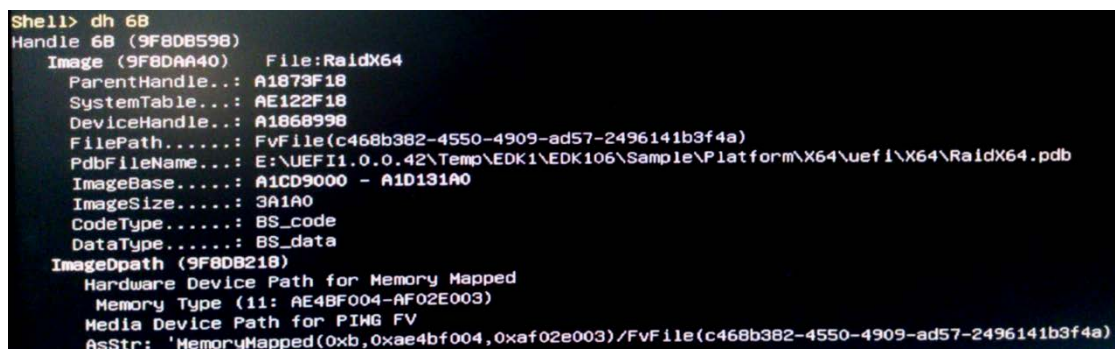 Shell> dh 6B
Handle 6B (9F8DB598)
Image (9F8DAA40) File:RaidX64
ParentHandle..: A1873F18
SystemTable...: AE122F18
DeviceHandle..: A1868998
FilePath......: FvFile(c468b382-4550-4909-ad57-2496141b3f4a)
PdbFileName...: E:\UEFI1.0.0.42\Temp\EDK1\EDK106\Sample\Platform\X64\uefi\X64\RaidX64.pdb
ImageBase.....: A1CD9000 - A1D131A0
ImageSize.....: 3A1A0
CodeType......: BS_code
DataType......: BS_data
ImageDpath (9F8DB218)
Hardware Device Path for Memory Mapped
Memory Type (11: AE4BF004-AF02E003)
Media Device Path for PIWG FV
AsStr: 'MemoryMapped(0xb,0xae4bf004,0xaf02e003)/FvFile(c468b382-4550-4909-ad57-2496141b3f4a)